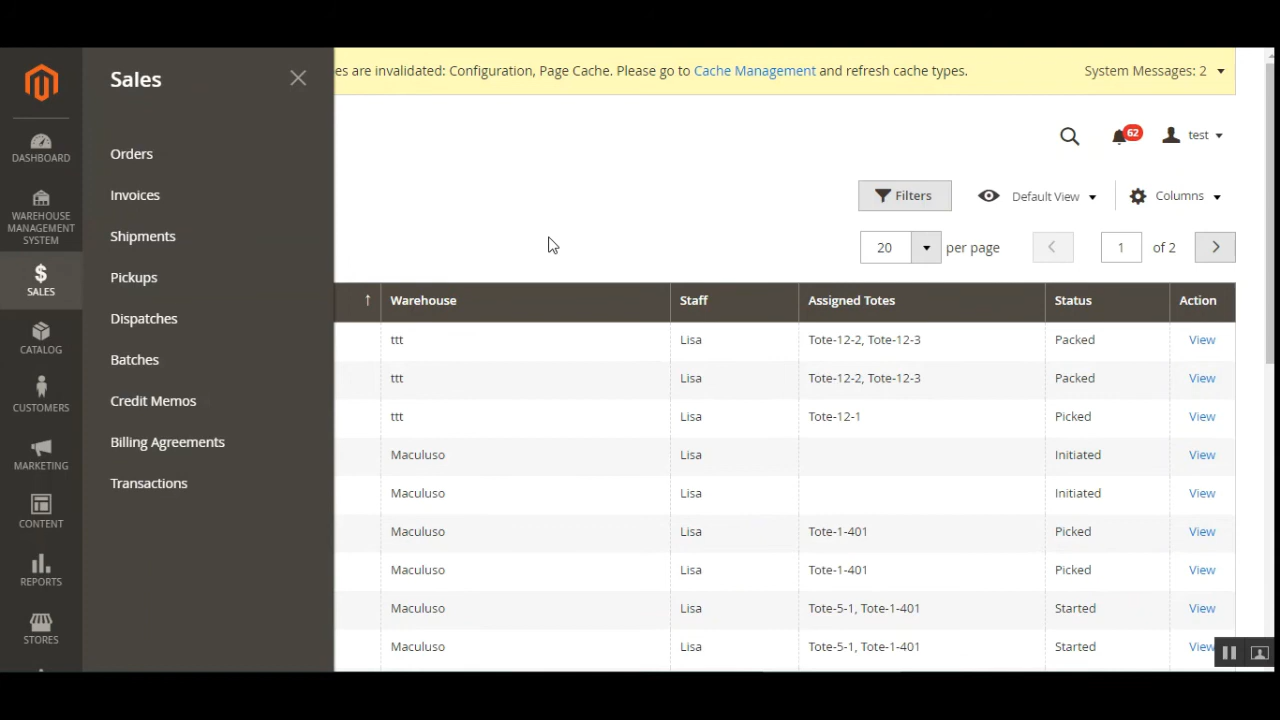 Sales
es are invalidated: Configuration, Page Cache. Please go to Cache Management and refresh cache types.
System Messages: 2
DASHBOARD
WAREHOUSE
MANAGEMENT
SYSTEM
SALES
CATALOG
CUSTOMERS
MARKETING
CONTENT
REPORTS
STORES
Orders
Invoices
Shipments
Pickups
Dispatches
Batches
Credit Memos
Billing Agreements
Transactions
62
test
Filters
Default View
Columns
20 per page
1 of 2
↑ Warehouse Staff Assigned Totes Status Action
ttt Lisa Tote-12-2, Tote-12-3 Packed View
ttt Lisa Tote-12-2, Tote-12-3 Packed View
ttt Lisa Tote-12-1 Picked View
Maculuso Lisa Initiated View
Maculuso Lisa Initiated View
Maculuso Lisa Tote-1-401 Picked View
Maculuso Lisa Tote-1-401 Picked View
Maculuso Lisa Tote-5-1, Tote-1-401 Started View
Maculuso Lisa Tote-5-1, Tote-1-401 Started View